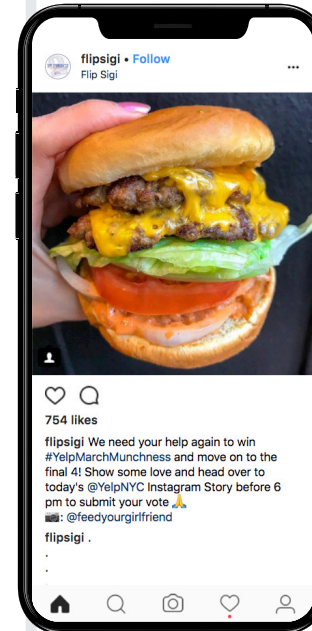 flipsigi • Follow
Flip Sigi
754 likes
flipsigi We need your help again to win
#YelpMarchMunchness and move on to the
final 4! Show some love and head over to
today's @YelpNYC Instagram Story before 6
pm to submit your vote 🙏
📷: @feedyourgirlfriend
flipsigi .
.
.